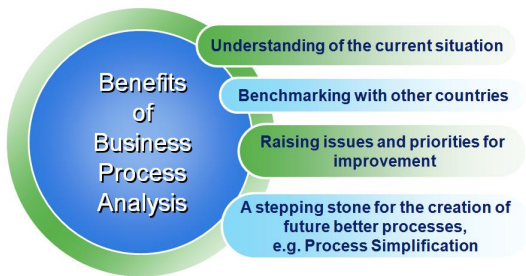 Benefits
of
Business
Process
Analysis
Understanding of the current situation
Benchmarking with other countries
Raising issues and priorities for
improvement
A stepping stone for the creation of
future better processes,
e.g. Process Simplification